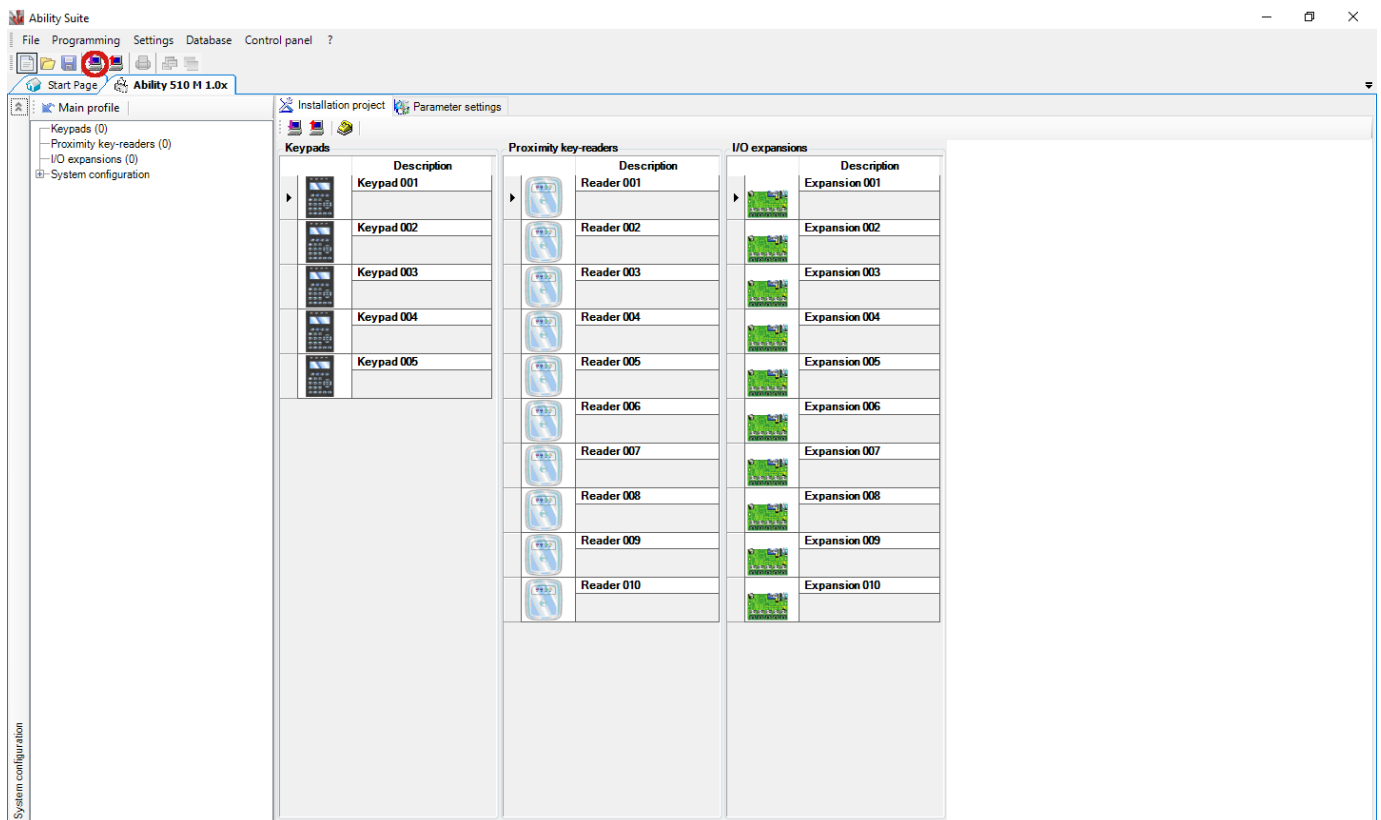 Ability Suite
File Programming Settings Database Control panel ?
Start Page Ability 510 M 1.0x
Main profile
Keypads (0)
Proximity key-readers (0)
I/O expansions (0)
System configuration
System configuration
Installation project Parameter settings
Keypads
Description
Keypad 001
Keypad 002
Keypad 003
Keypad 004
Keypad 005
Proximity key-readers
Description
Reader 001
Reader 002
Reader 003
Reader 004
Reader 005
Reader 006
Reader 007
Reader 008
Reader 009
Reader 010
I/O expansions
Description
Expansion 001
Expansion 002
Expansion 003
Expansion 004
Expansion 005
Expansion 006
Expansion 007
Expansion 008
Expansion 009
Expansion 010